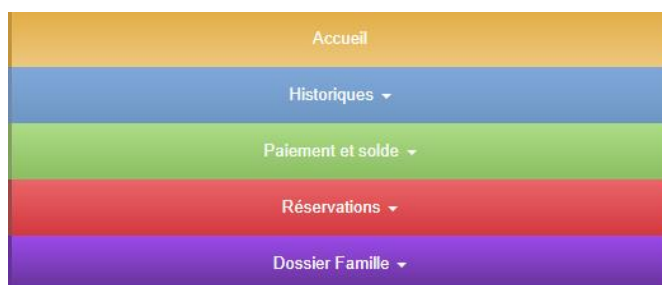 Accueil
Historiques
Paiement et solde
Réservations
Dossier Famille